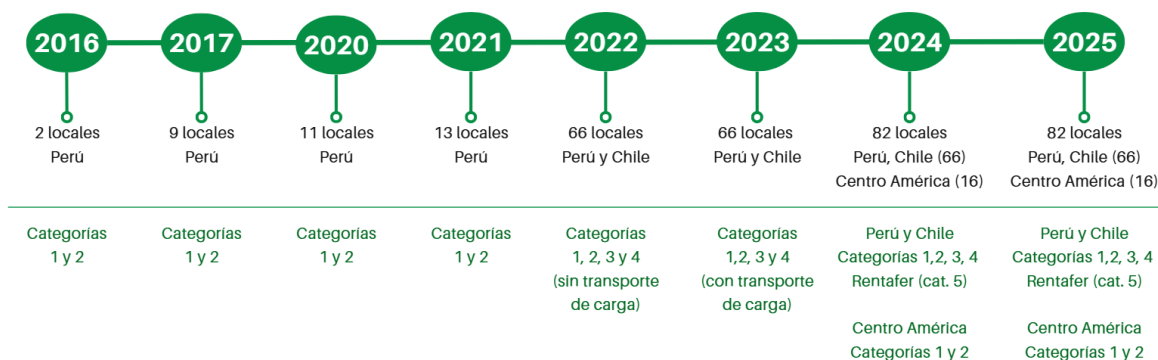 2016
2017
2020
2021
2022
2023
2024
2025
2 locales
Perú
9 locales
Perú
11 locales
Perú
13 locales
Perú
66 locales
Perú y Chile
66 locales
Perú y Chile
82 locales
Perú, Chile (66)
Centro América (16)
82 locales
Perú, Chile (66)
Centro América (16)
Categorías
1 y 2
Categorías
1 y 2
Categorías
1 y 2
Categorías
1 y 2
Categorías
1, 2, 3 y 4
(sin transporte
de carga)
Categorías
1,2, 3 y 4
(con transporte
de carga)
Perú y Chile
Categorías 1,2, 3, 4
Rentafer (cat. 5)
Centro América
Categorías 1 y 2
Perú y Chile
Categorías 1,2, 3, 4
Rentafer (cat. 5)
Centro América
Categorías 1 y 2